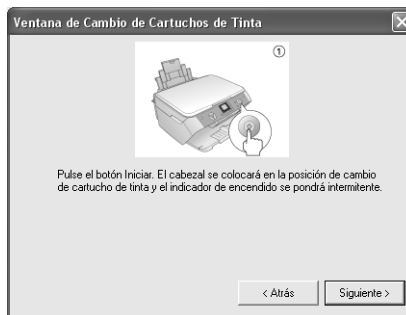 Ventana de Cambio de Cartuchos de Tinta
1
Pulse el botón Iniciar. El cabezal se colocará en la posición de cambio
de cartucho de tinta y el indicador de encendido se pondrá intermitente.
< Atrás
Siguiente >